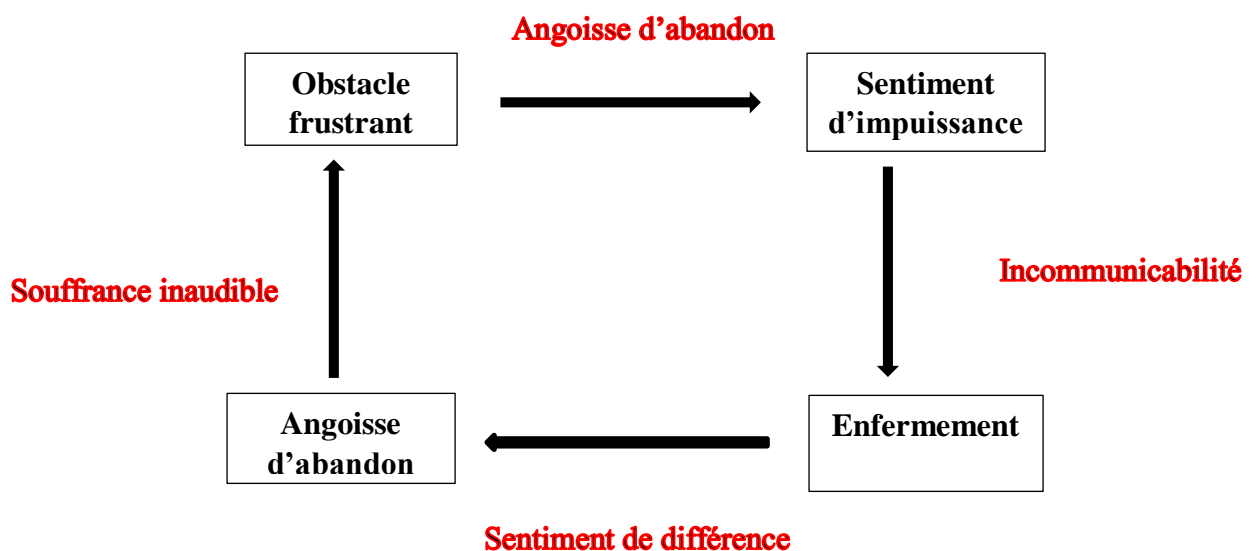 Angoisse d’abandon
Obstacle
frustrant
Sentiment
d’impuissance
Souffrance inaudible
Incommunicabilité
Angoisse
d’abandon
Enfermement
Sentiment de différence